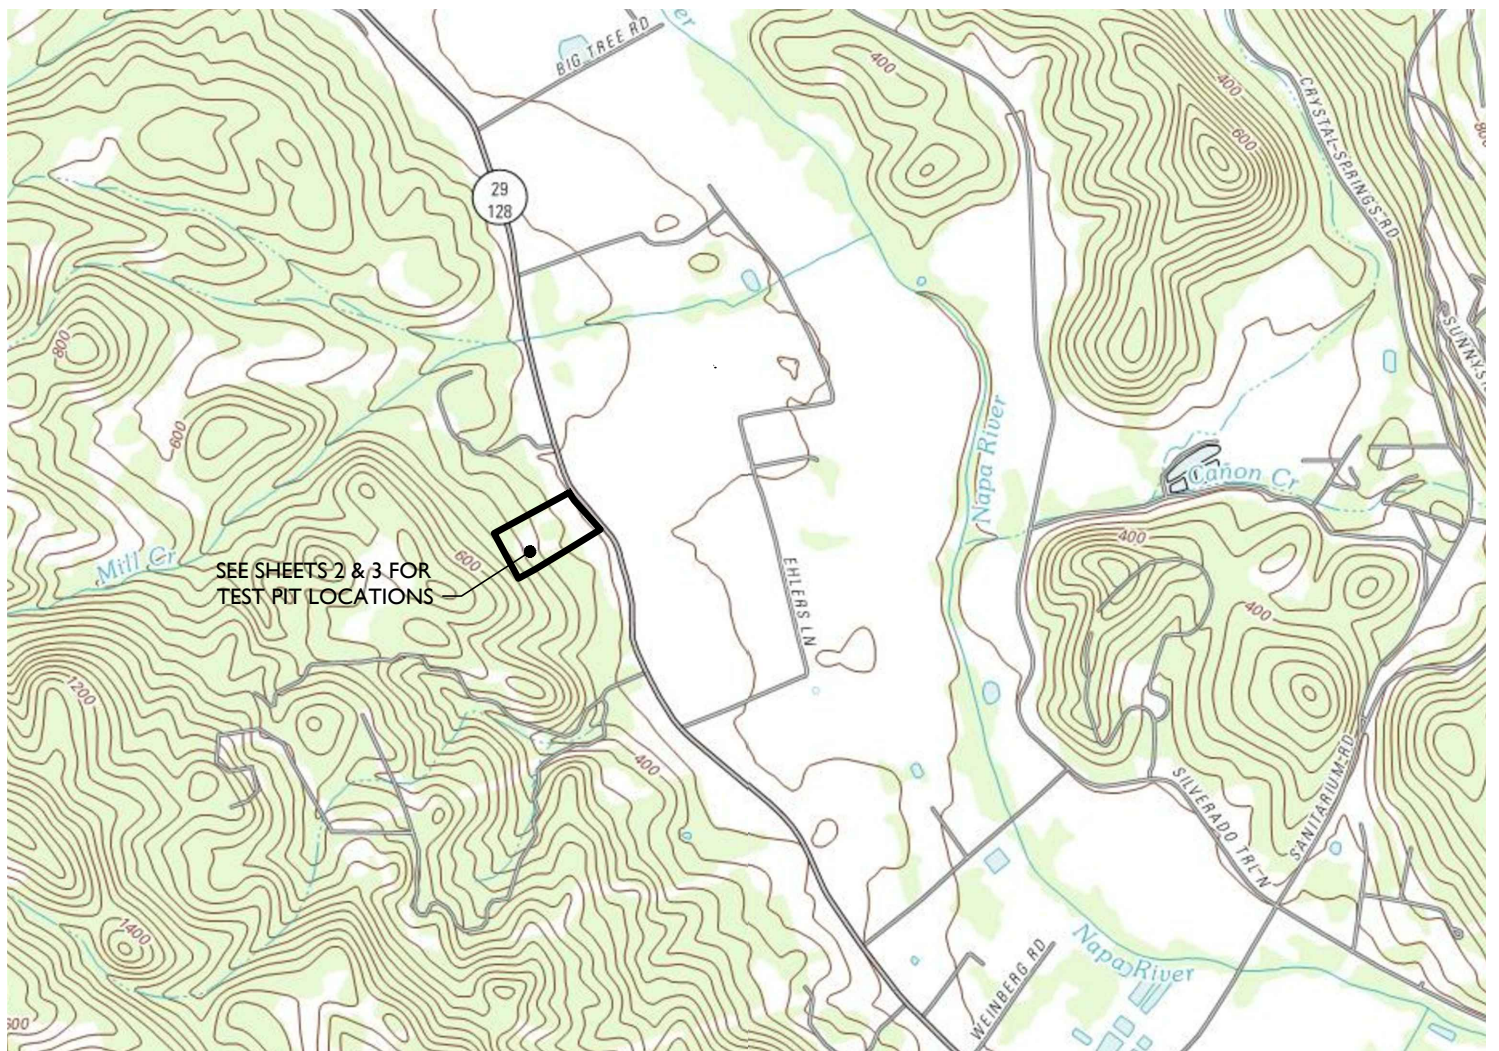 er
BIG TREE RD
400
400
CRYSTAL SPRINGS RD
600
29
128
800
600
Napa River
Cañon Cr
400
Mill Cr
600
SEE SHEETS 2 & 3 FOR
TEST PIT LOCATIONS
EHLERS LN
400
1200
400
SILVERADO TRL N
SANITARIUM RD
1400
Napa River
WEINBERG RD